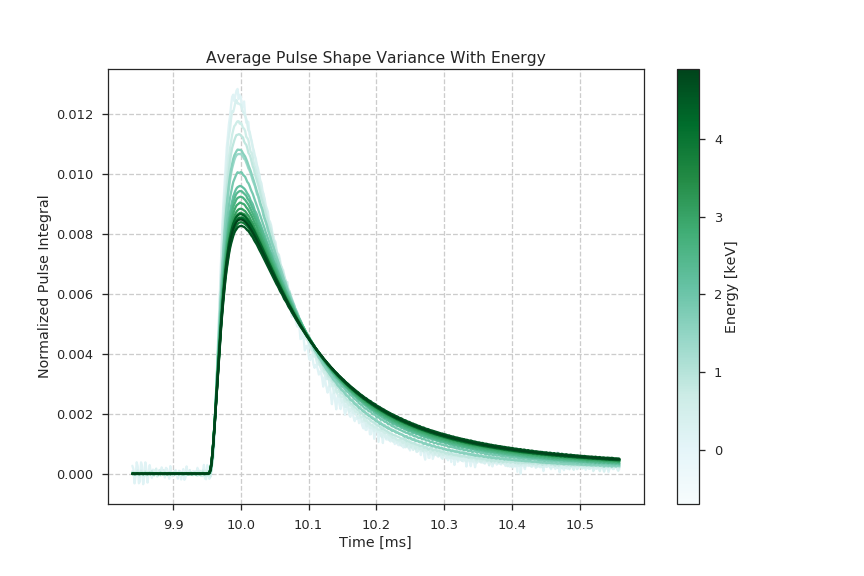 Average Pulse Shape Variance With Energy
0.012
0.010
0.008
0.006
0.004
0.002
0.000
Normalized Pulse Integral
9.9 10.0 10.1 10.2 10.3 10.4 10.5
Time [ms]
4
3
2
1
0
Energy [keV]